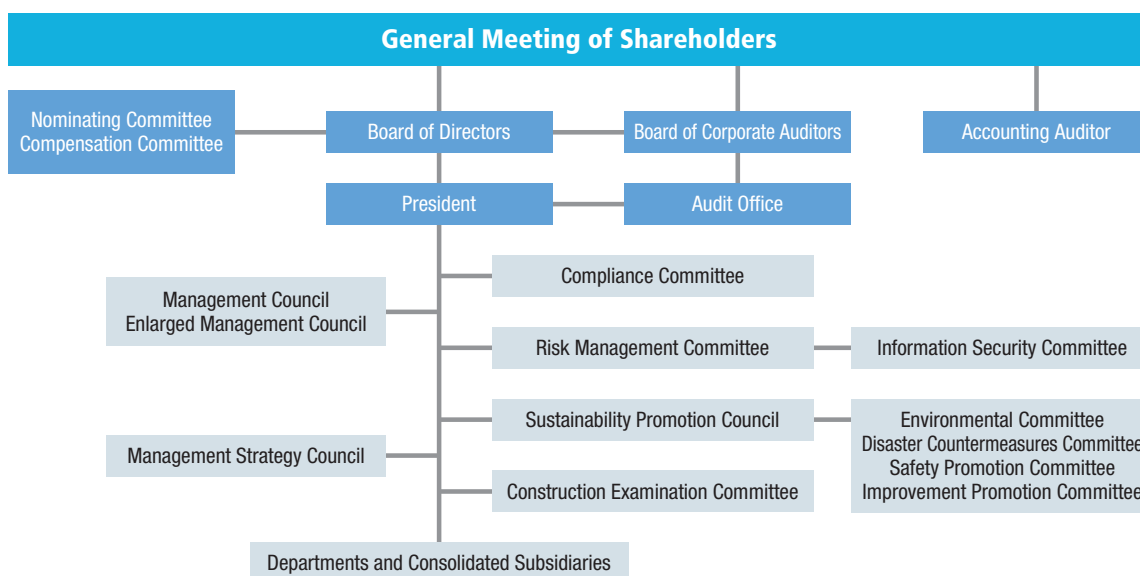 General Meeting of Shareholders
Nominating Committee
Compensation Committee
Board of Directors
Board of Corporate Auditors
Accounting Auditor
President
Audit Office
Compliance Committee
Management Council
Enlarged Management Council
Risk Management Committee
Information Security Committee
Sustainability Promotion Council
Environmental Committee
Disaster Countermeasures Committee
Safety Promotion Committee
Improvement Promotion Committee
Management Strategy Council
Construction Examination Committee
Departments and Consolidated Subsidiaries